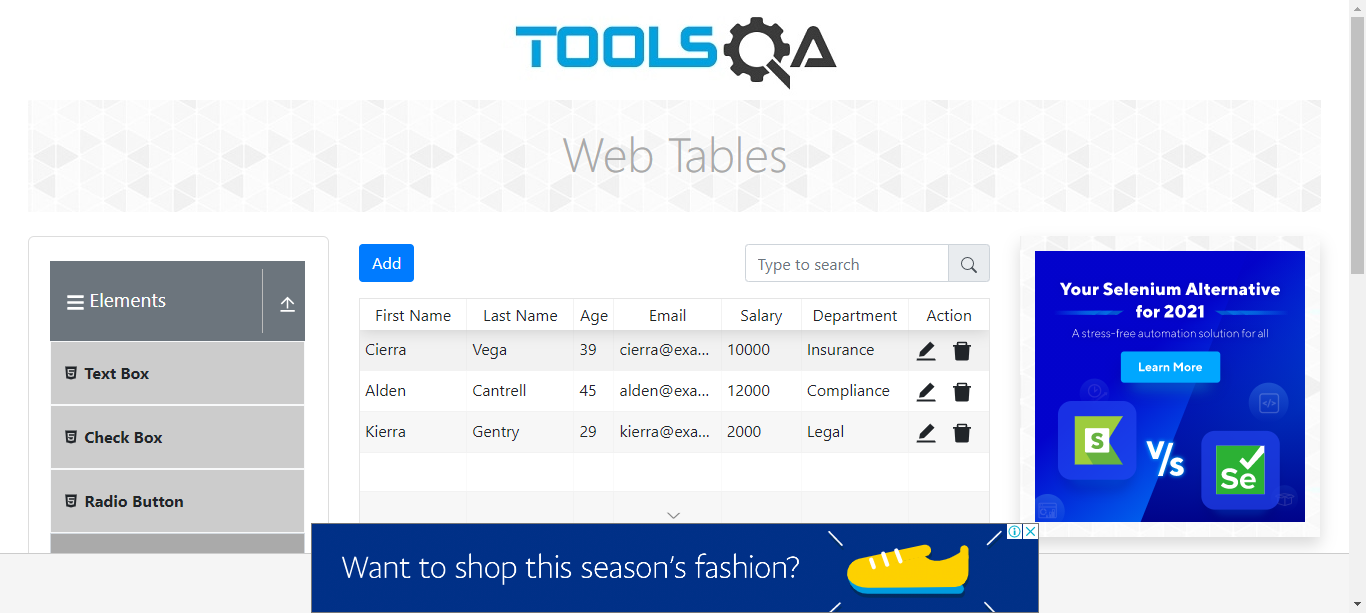 TOOLSQA
Web Tables
Elements
Text Box
Check Box
Radio Button
Add
Type to search
First Name Last Name Age Email Salary Department Action
Cierra Vega 39 cierra@exa... 10000 Insurance
Alden Cantrell 45 alden@exa... 12000 Compliance
Kierra Gentry 29 kierra@exa... 2000 Legal
Your Selenium Alternative
for 2021
A stress-free automation solution for all
Learn More
S
V/s
Se
Want to shop this season's fashion?